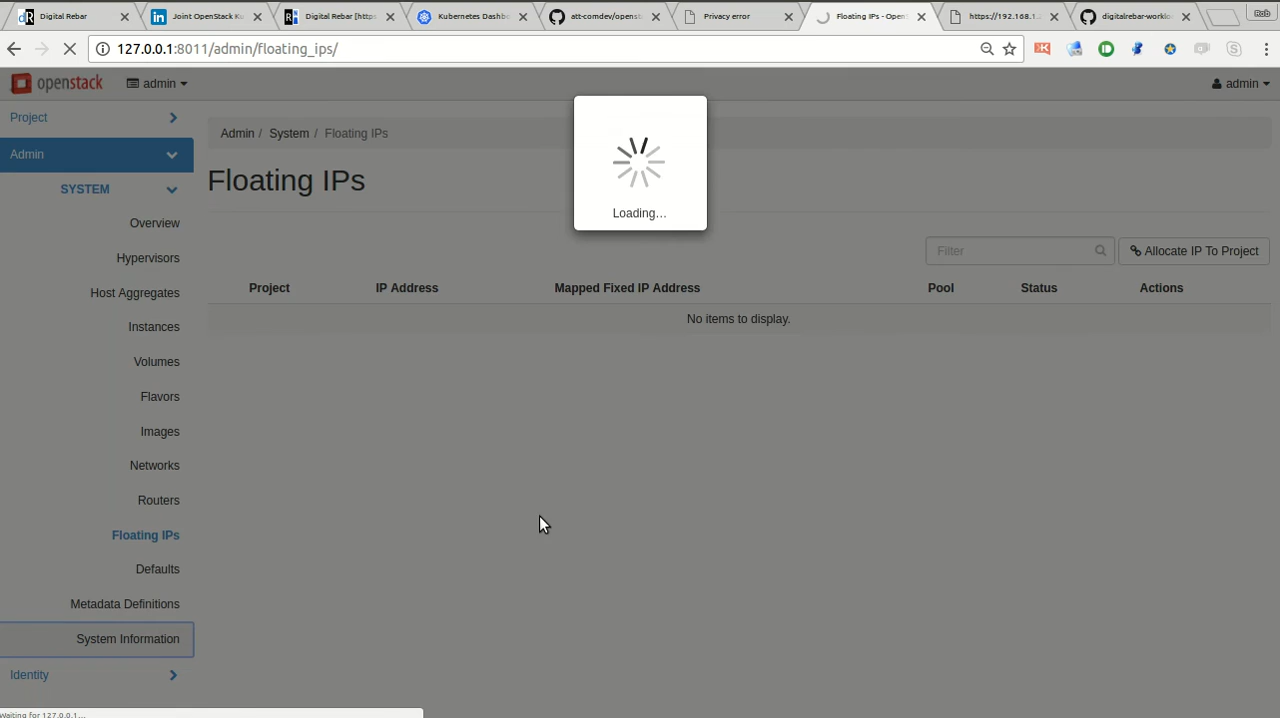 Digital Rebar
Joint OpenStack Ku
Digital Rebar [https
Kubernetes Dashbo
att-comdev/openst
Privacy error
Floating IPs - OpenS
https://192.168.1...
digitalrebar-worklo
Rob
127.0.0.1:8011/admin/floating_ips/
openstack
admin
admin
Project
Admin
SYSTEM
Overview
Hypervisors
Host Aggregates
Instances
Volumes
Flavors
Images
Networks
Routers
Floating IPs
Defaults
Metadata Definitions
System Information
Identity
Admin / System / Floating IPs
Floating IPs
Loading...
Filter
Allocate IP To Project
Project IP Address Mapped Fixed IP Address Pool Status Actions
No items to display.
Waiting for 127.0.0.1...